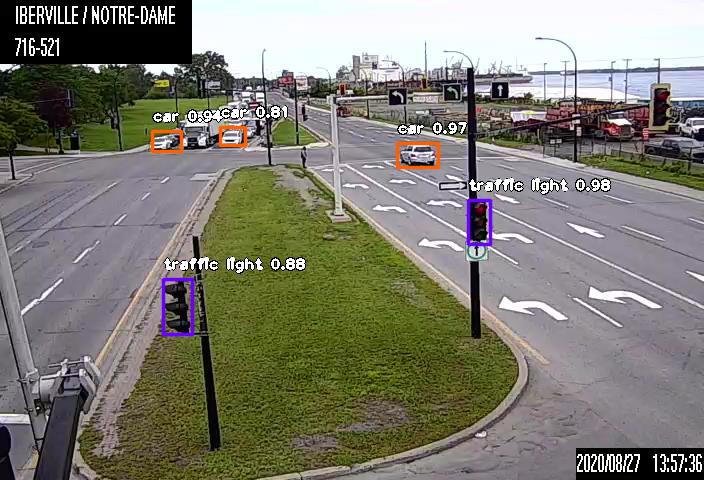 IBERVILLE / NOTRE-DAME
716-521
car 0.94
car 0.81
car 0.97
traffic light 0.98
traffic light 0.88
2020/08/27 13:57:36